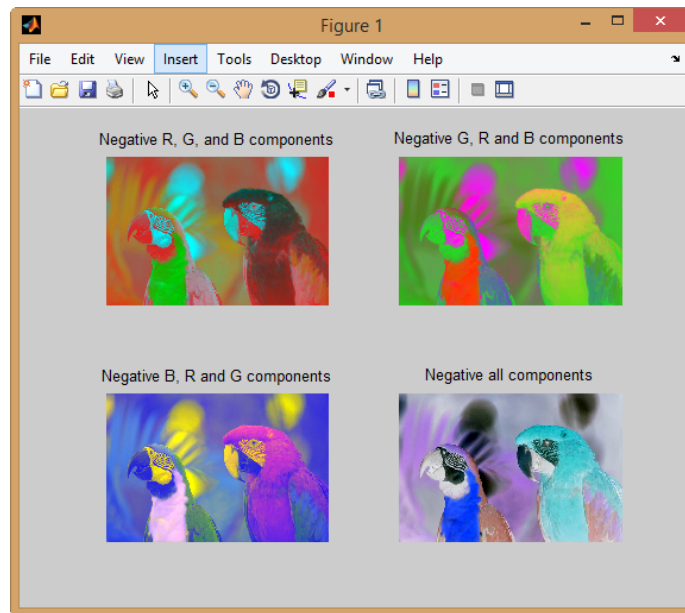 Figure 1
File Edit View Insert Tools Desktop Window Help
Negative R, G, and B components
Negative G, R and B components
Negative B, R and G components
Negative all components